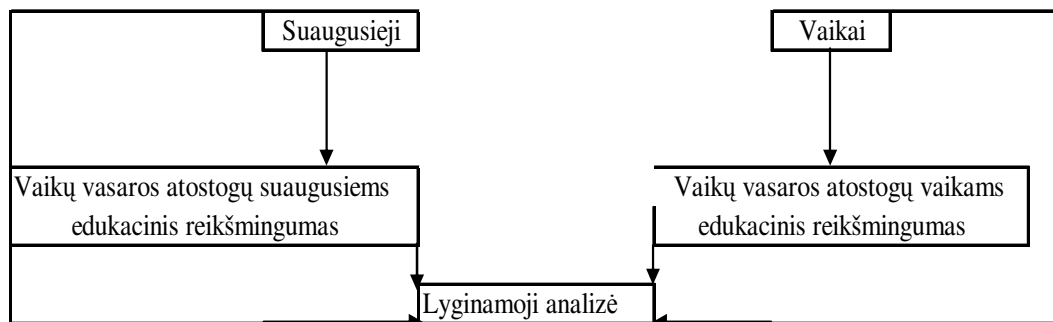 Suaugusieji
Vaikai
Vaikų vasaros atostogų suaugusiems
edukacinis reikšmingumas
Vaikų vasaros atostogų vaikams
edukacinis reikšmingumas
Lyginamoji analizė